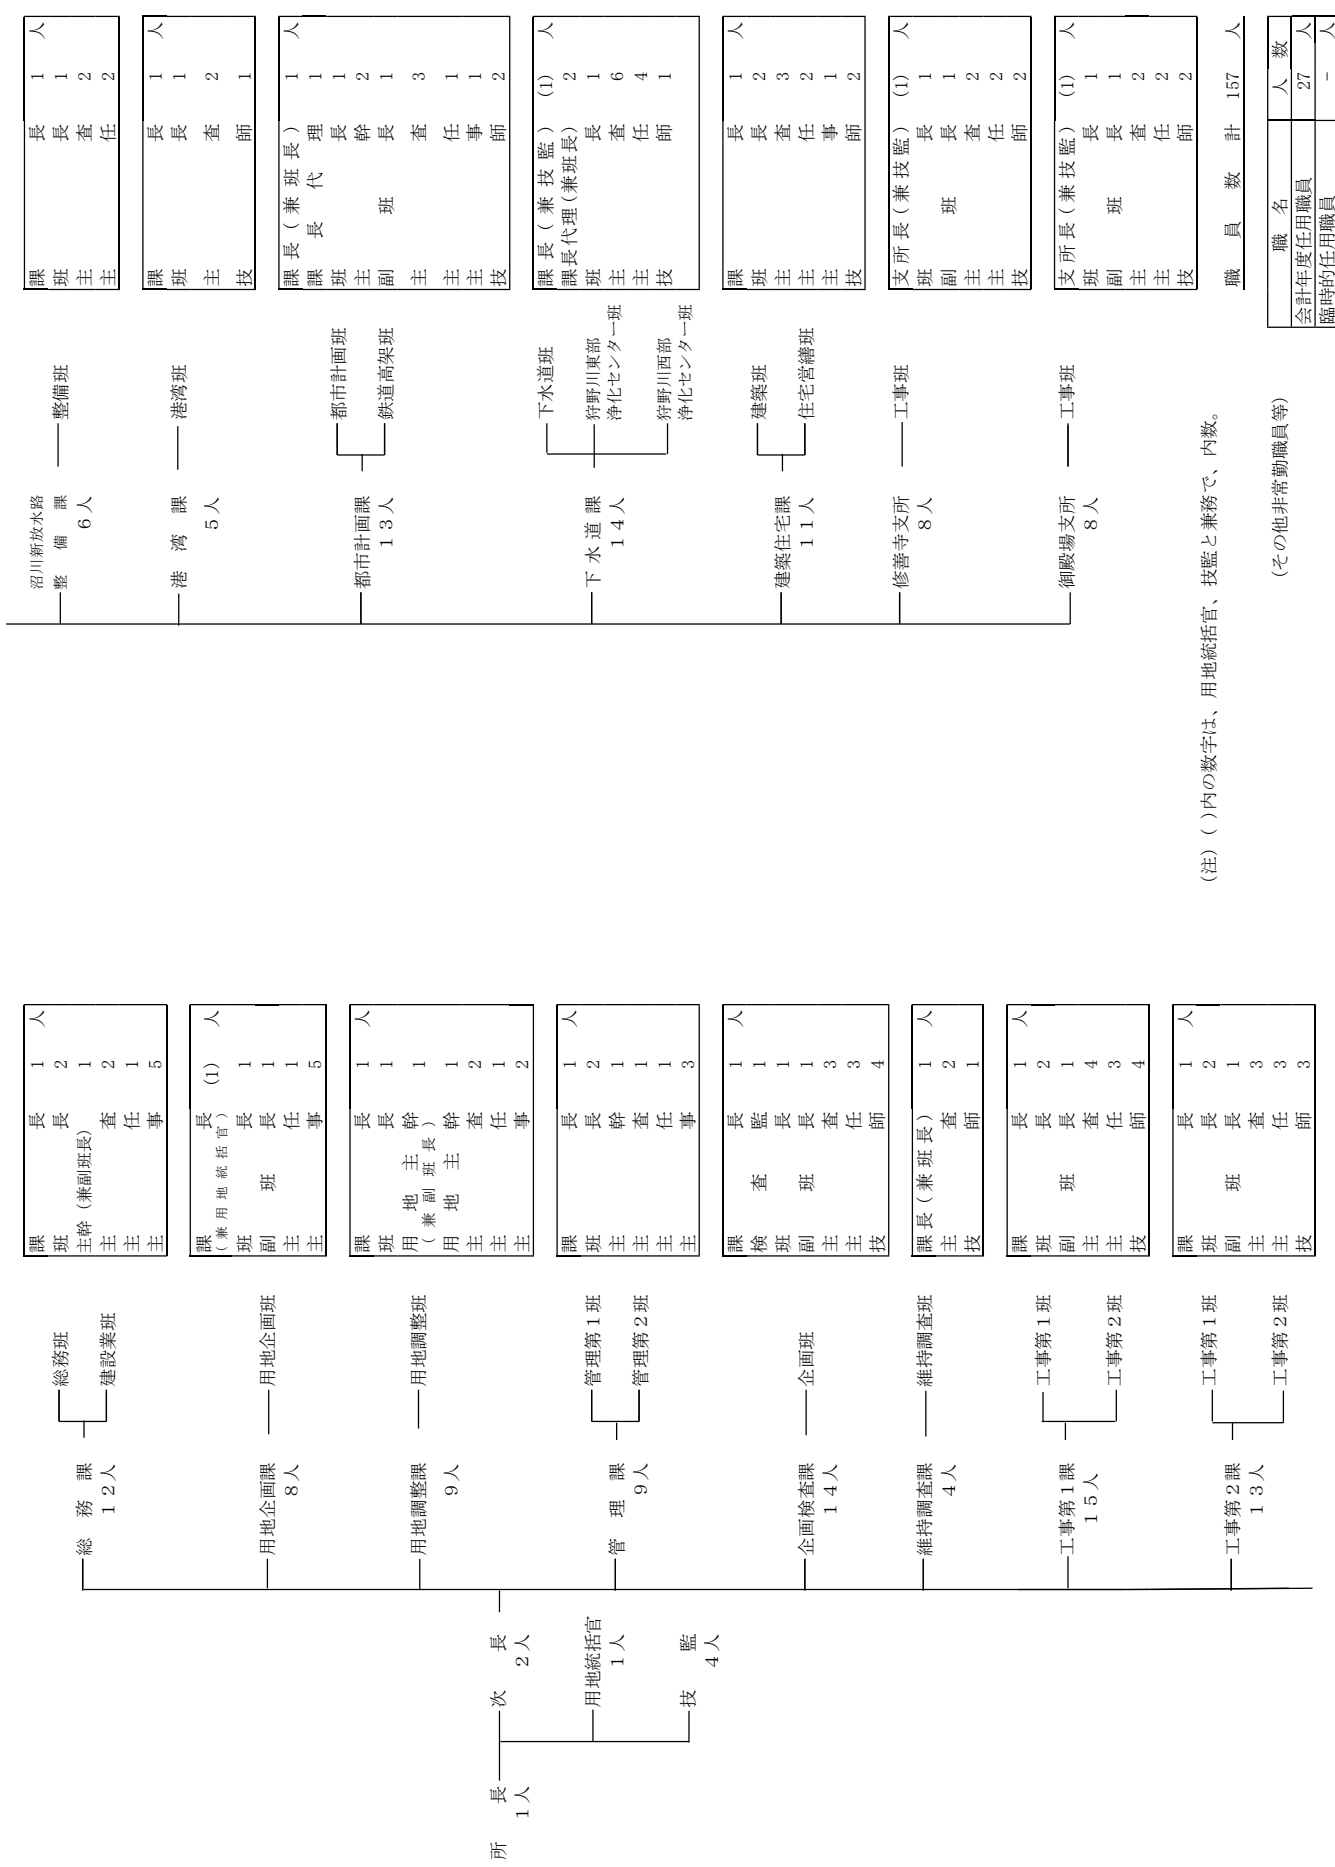 所長
1人
次長
2人
用地統括官
1人
技監
4人
総務課
12人
総務班
建設業班
課長 1人
班長 2
主幹(兼副班長) 1
主査 2
主任 1
主事 5
用地企画課
8人
用地企画班
課長 (1)人
(兼用地統括官)
班長 1
副班長 1
主任 1
主事 5
用地調整課
9人
用地調整班
課長 1人
班長 1
用地主幹 1
(兼副班長)
用地主幹 1
主査 2
主任 1
主事 2
管理課
9人
管理第1班
管理第2班
課長 1人
班長 2
主幹 1
主査 1
主任 1
主事 3
企画検査課
14人
企画班
課長 1人
検査監 1
班長 1
副班長 1
主査 3
主任 3
技師 4
維持調査課
4人
維持調査班
課長(兼班長) 1人
主査 2
技師 1
工事第1課
15人
工事第1班
工事第2班
課長 1人
班長 2
副班長 1
主査 4
主任 3
技師 4
工事第2課
13人
工事第1班
工事第2班
課長 1人
班長 2
副班長 1
主査 3
主任 3
技師 3
沼川新放水路
整備課
6人
整備班
課長 1人
班長 1
主査 2
主任 2
港湾課
5人
港湾班
課長 1人
班長 1
主査 2
技師 1
都市計画課
13人
都市計画班
鉄道高架班
課長(兼班長) 1人
課長代理 1
班長 1
主幹 2
副班長 1
主査 3
主任 1
主事 1
技師 2
下水道課
14人
下水道班
狩野川東部
浄化センター班
狩野川西部
浄化センター班
課長(兼技監) (1)人
課長代理(兼班長) 2
班長 1
主査 6
主任 4
技師 1
建築住宅課
11人
建築班
住宅営繕班
課長 1人
班長 2
主査 3
主任 2
主事 1
技師 2
修善寺支所
8人
工事班
支所長(兼技監) (1)人
班長 1
副班長 1
主査 2
主任 2
技師 2
御殿場支所
8人
工事班
支所長(兼技監) (1)人
班長 1
副班長 1
主査 2
主任 2
技師 2
職員数計 157人
(注)( )内の数字は、用地統括官、技監と兼務で、内数。
(その他非常勤職員等)
職名 人数
会計年度任用職員 27人
臨時的任用職員 -人